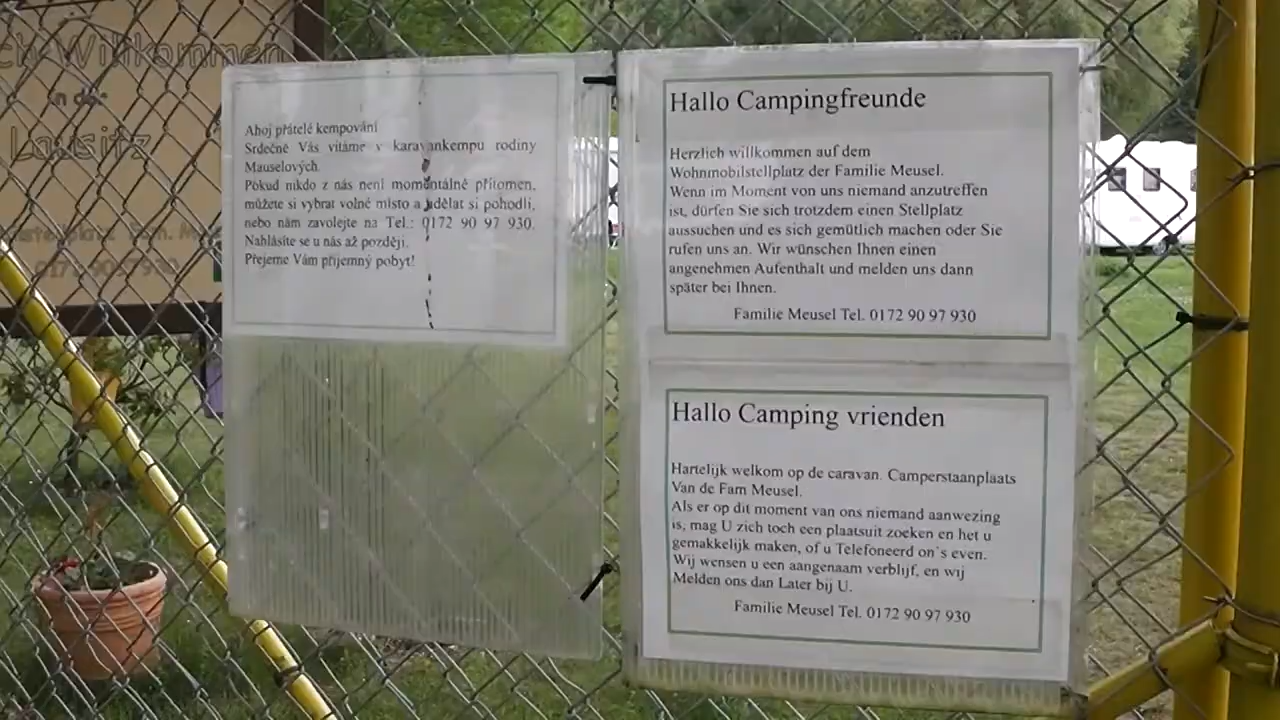 Willkommen
in der
Lausitz
Ahoj přátelé kempování
Srdečně Vás vítáme v karavankempu rodiny
Mauselových.
Pokud nikdo z nás není momentálně přítomen,
můžete si vybrat volné místo a udělat si pohodlí,
nebo nám zavolejte na Tel.: 0172 90 97 930.
Nahlásíte se u nás až později.
Přejeme Vám příjemný pobyt!
Hallo Campingfreunde
Herzlich willkommen auf dem
Wohnmobilstellplatz der Familie Meusel.
Wenn im Moment von uns niemand anzutreffen
ist, dürfen Sie sich trotzdem einen Stellplatz
aussuchen und es sich gemütlich machen oder Sie
rufen uns an. Wir wünschen Ihnen einen
angenehmen Aufenthalt und melden uns dann
später bei Ihnen.
Familie Meusel Tel. 0172 90 97 930
Hallo Camping vrienden
Hartelijk welkom op de caravan. Camperstaanplaats
Van de Fam Meusel.
Als er op dit moment van ons niemand aanwezing
is, mag U zich toch een plaatsuit zoeken en het u
gemakkelijk maken, of u Telefoneerd on`s even.
Wij wensen u een aangenaam verblijf, en wij
Melden ons dan Later bij U.
Familie Meusel Tel. 0172 90 97 930